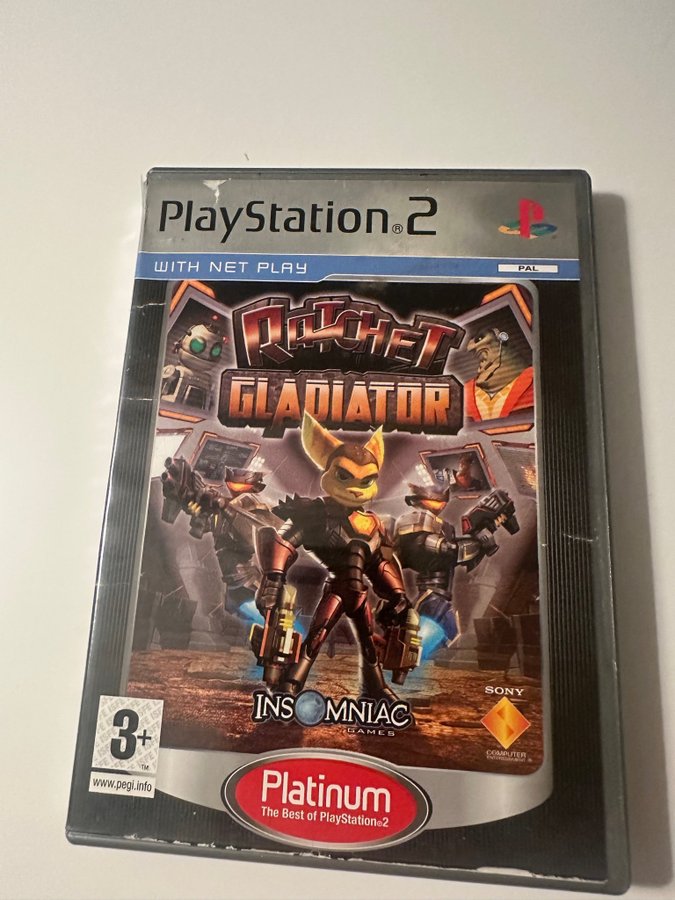 PlayStation®2
WITH NET PLAY
PAL
RATCHET
GLADIATOR
INSOMNIAC
GAMES
SONY
COMPUTER
ENTERTAINMENT ®
3+
TM
www.pegi.info
Platinum
The Best of PlayStation®2